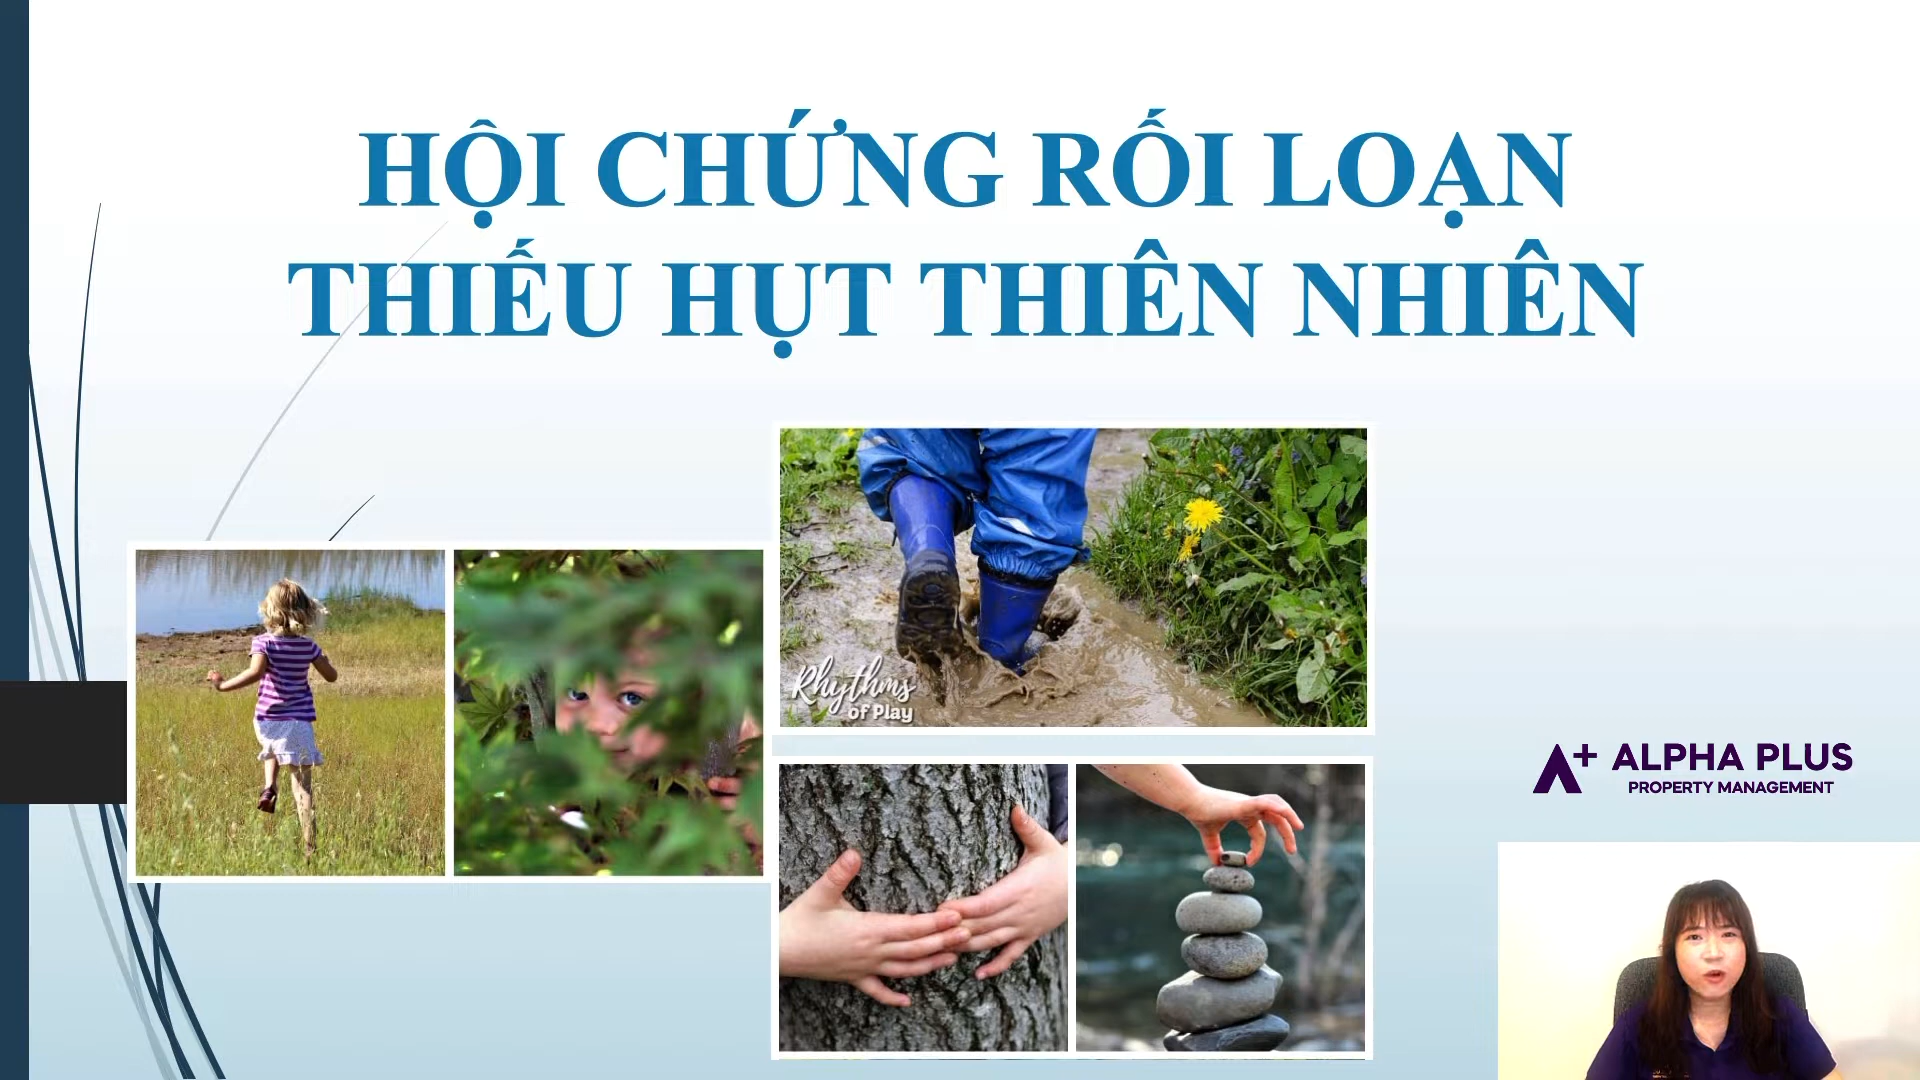 HỘI CHỨNG RỐI LOẠN
THIẾU HỤT THIÊN NHIÊN
Rhythms
of Play
A+ ALPHA PLUS
PROPERTY MANAGEMENT